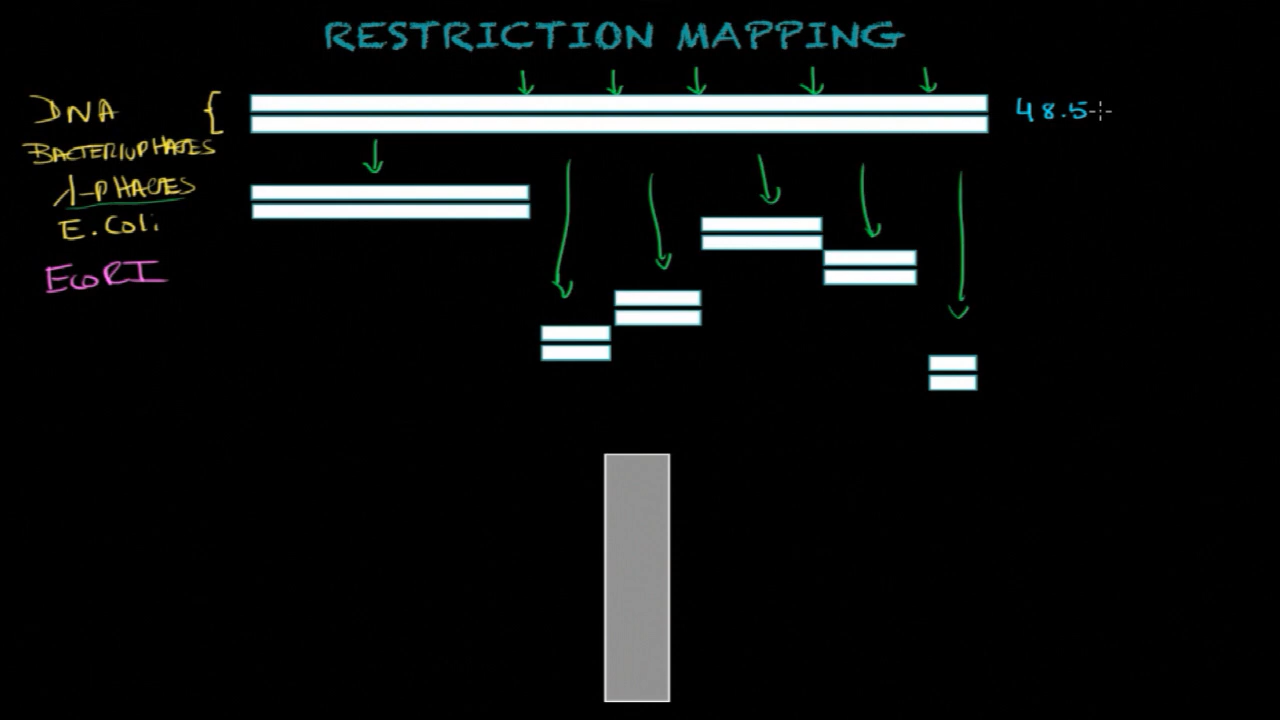 RESTRICTION MAPPING
DNA { 48.5
BACTERIOPHAGES
λ-PHAGES
E. Coli
EcoRI